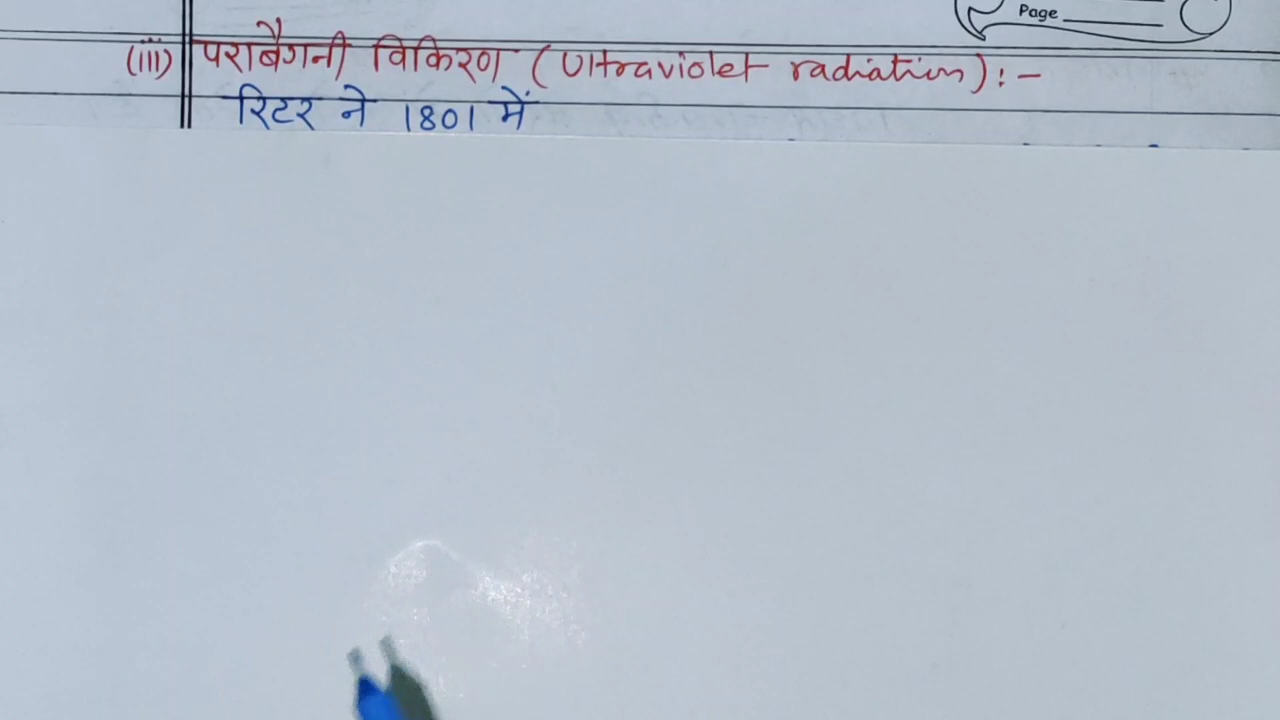 Page
(iii) पराबैगनी विकिरण (Ultraviolet radiation) : -
रिटर ने 1801 में